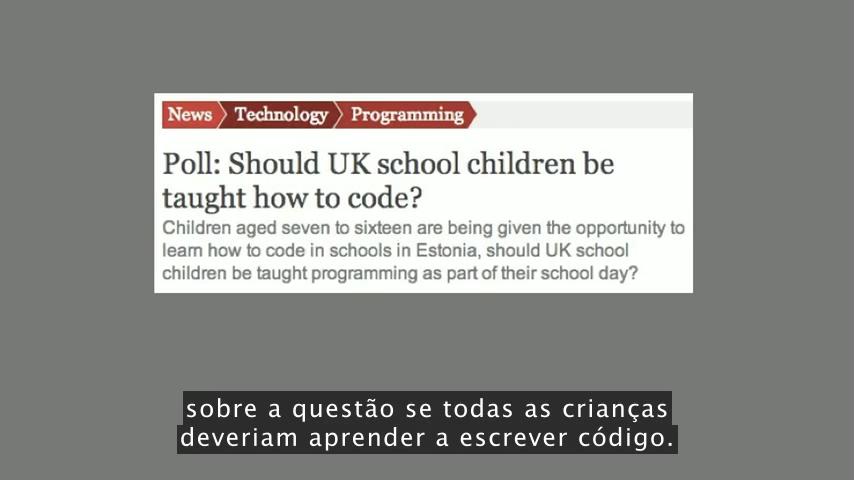 News Technology Programming
Poll: Should UK school children be
taught how to code?
Children aged seven to sixteen are being given the opportunity to
learn how to code in schools in Estonia, should UK school
children be taught programming as part of their school day?
sobre a questão se todas as crianças
deveriam aprender a escrever código.